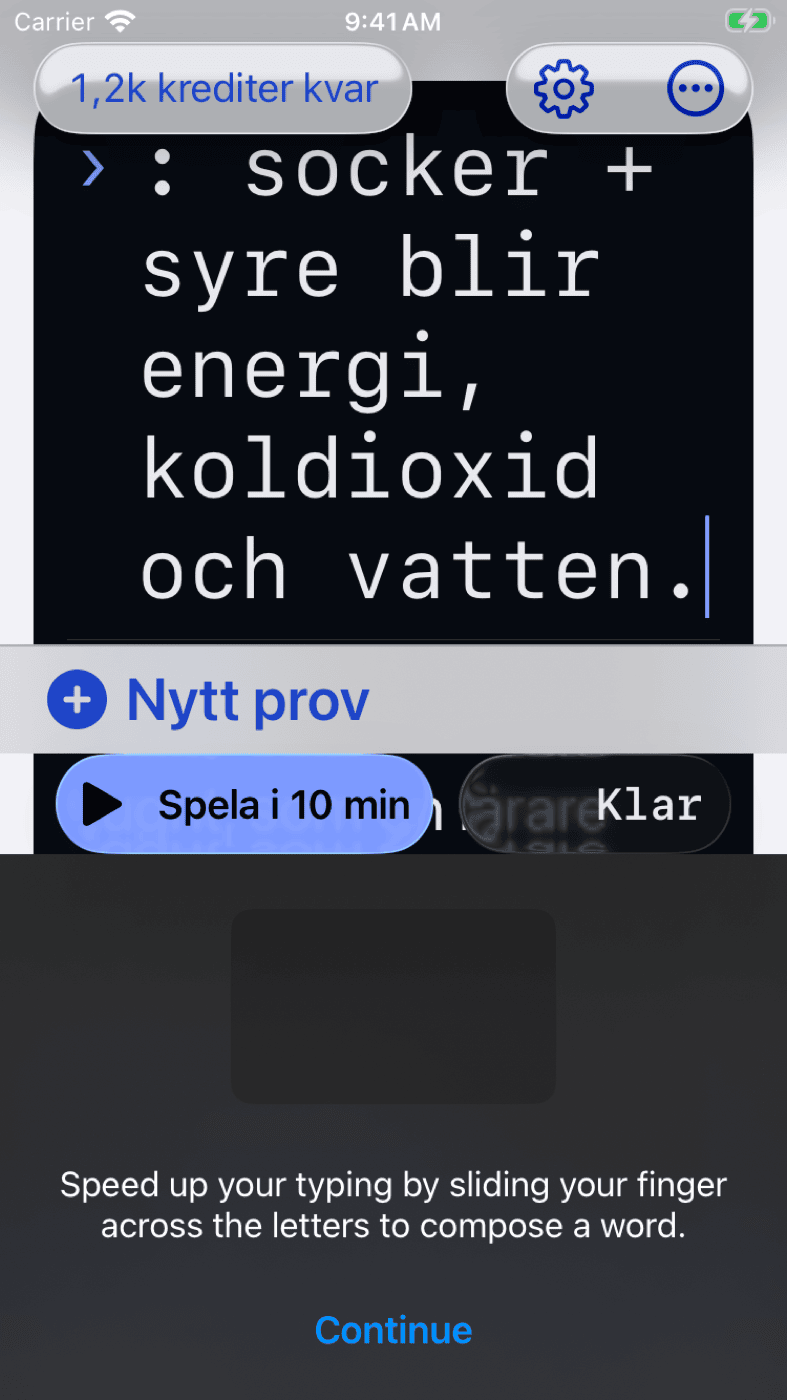 Carrier
9:41 AM
1,2k krediter kvar
› : socker +
syre blir
energi,
koldioxid
och vatten.
Nytt prov
Spela i 10 min
Klar
Speed up your typing by sliding your finger
across the letters to compose a word.
Continue